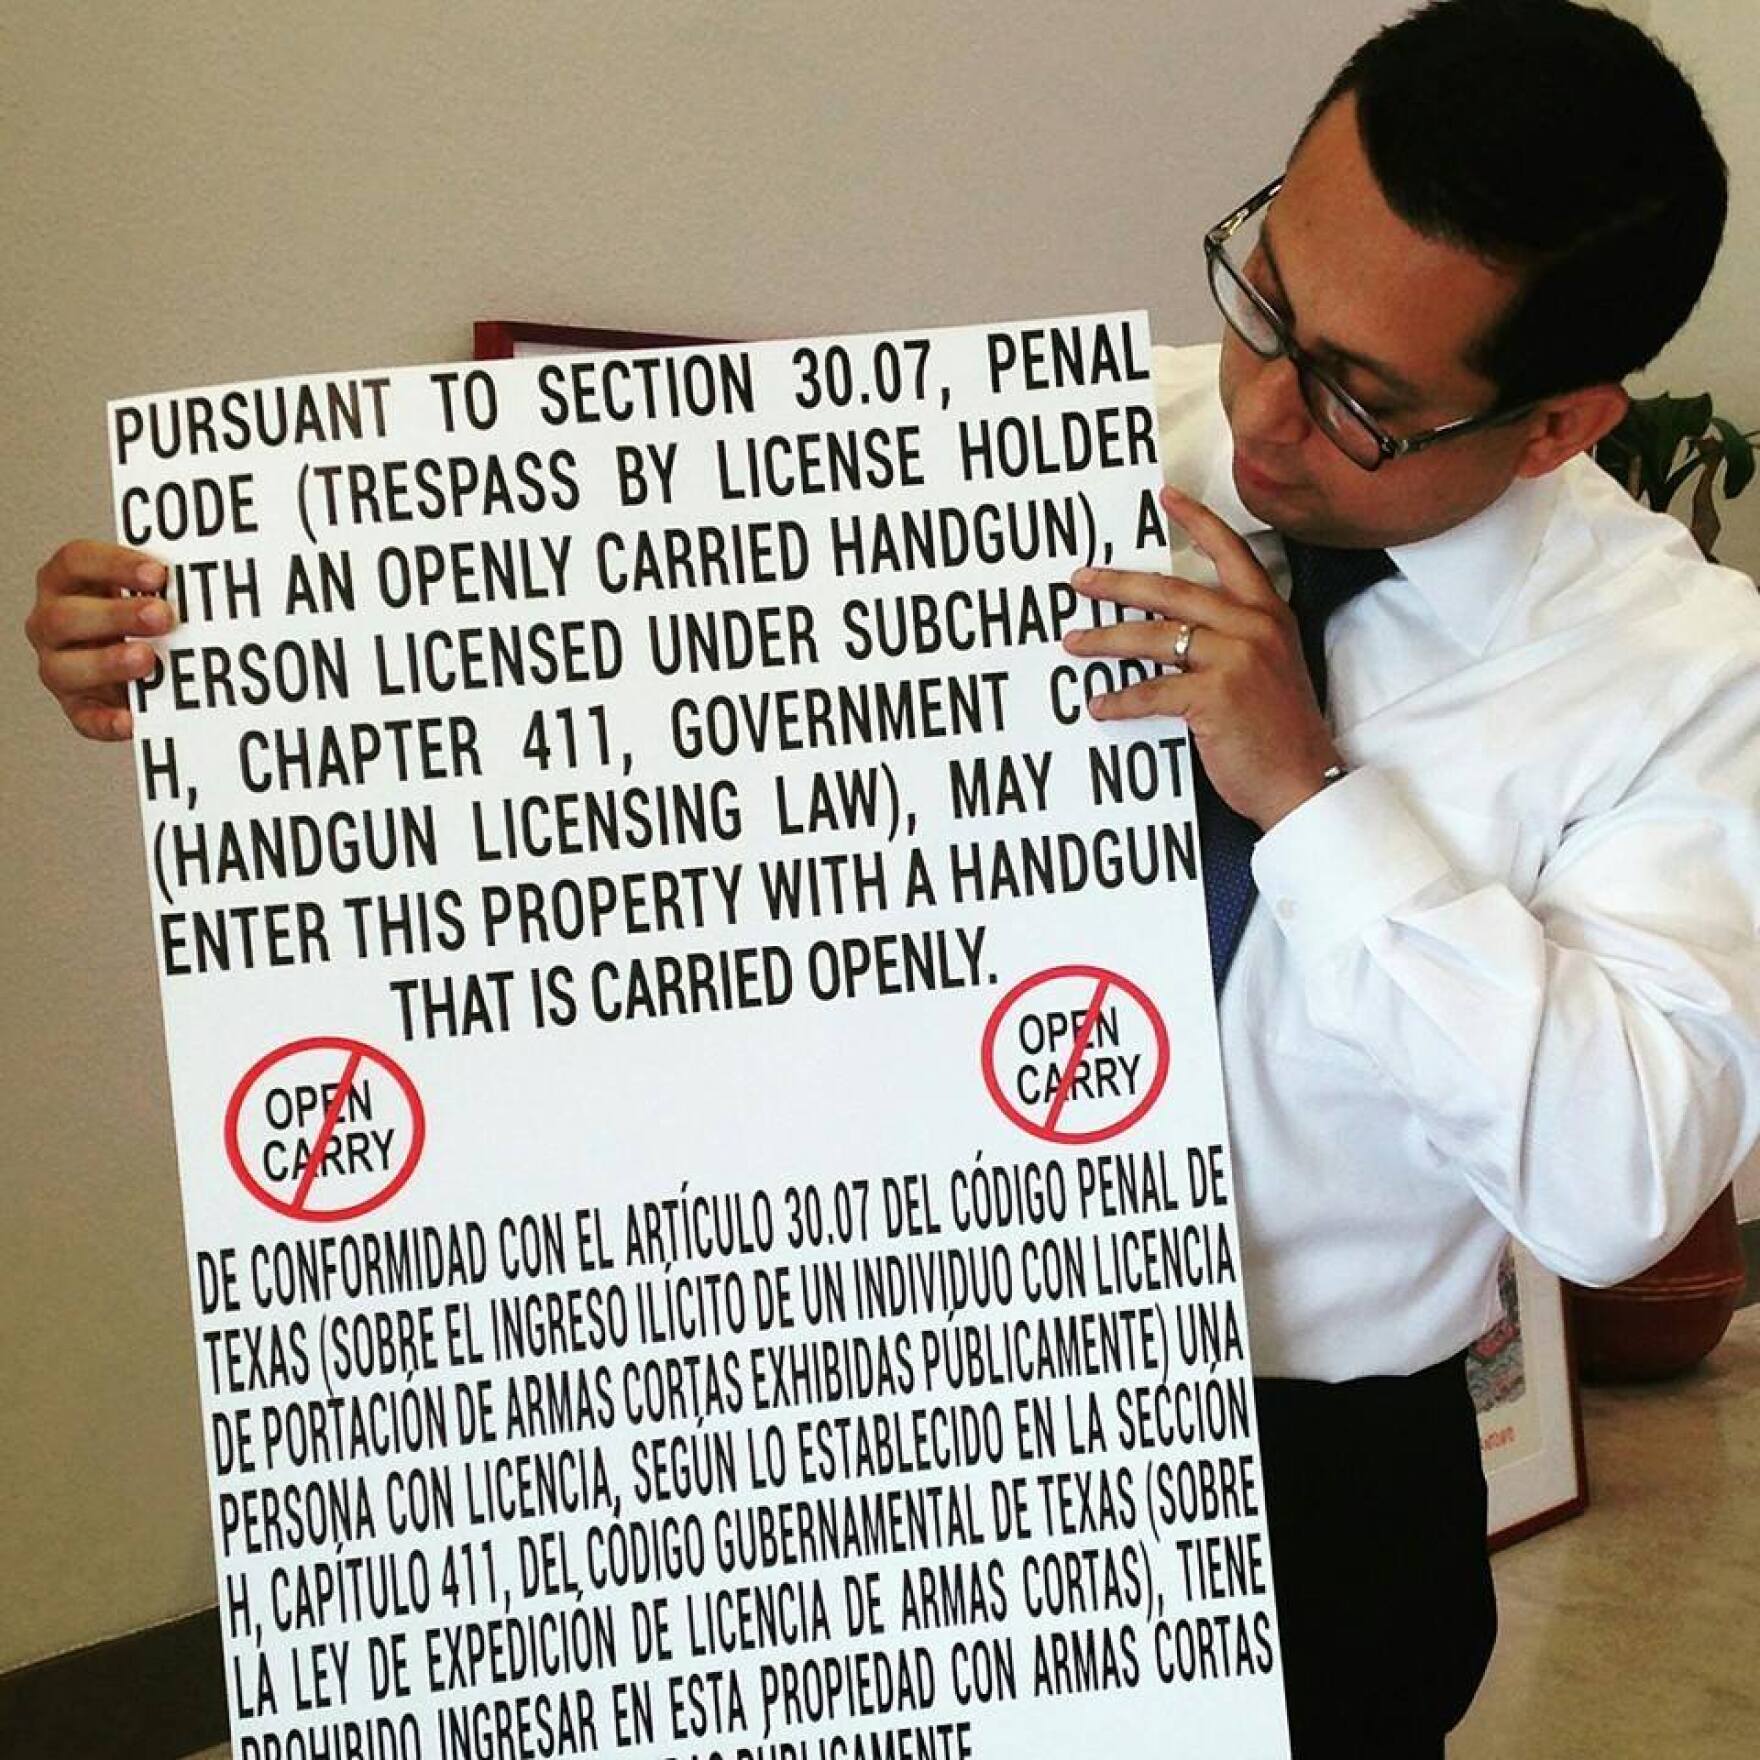 PURSUANT TO SECTION 30.07, PENAL
CODE (TRESPASS BY LICENSE HOLDER
WITH AN OPENLY CARRIED HANDGUN), A
PERSON LICENSED UNDER SUBCHAPTER
H, CHAPTER 411, GOVERNMENT CODE
(HANDGUN LICENSING LAW), MAY NOT
ENTER THIS PROPERTY WITH A HANDGUN
THAT IS CARRIED OPENLY.
OPEN
CARRY
OPEN
CARRY
DE CONFORMIDAD CON EL ARTÍCULO 30.07 DEL CÓDIGO PENAL DE
TEXAS (SOBRE EL INGRESO ILÍCITO DE UN INDIVIDUO CON LICENCIA
DE PORTACIÓN DE ARMAS CORTAS EXHIBIDAS PÚBLICAMENTE) UNA
PERSONA CON LICENCIA, SEGÚN LO ESTABLECIDO EN LA SECCIÓN
H, CAPÍTULO 411, DEL CÓDIGO GUBERNAMENTAL DE TEXAS (SOBRE
LA LEY DE EXPEDICIÓN DE LICENCIA DE ARMAS CORTAS), TIENE
PROHIBIDO INGRESAR EN ESTA PROPIEDAD CON ARMAS CORTAS
PÚBLICAMENTE